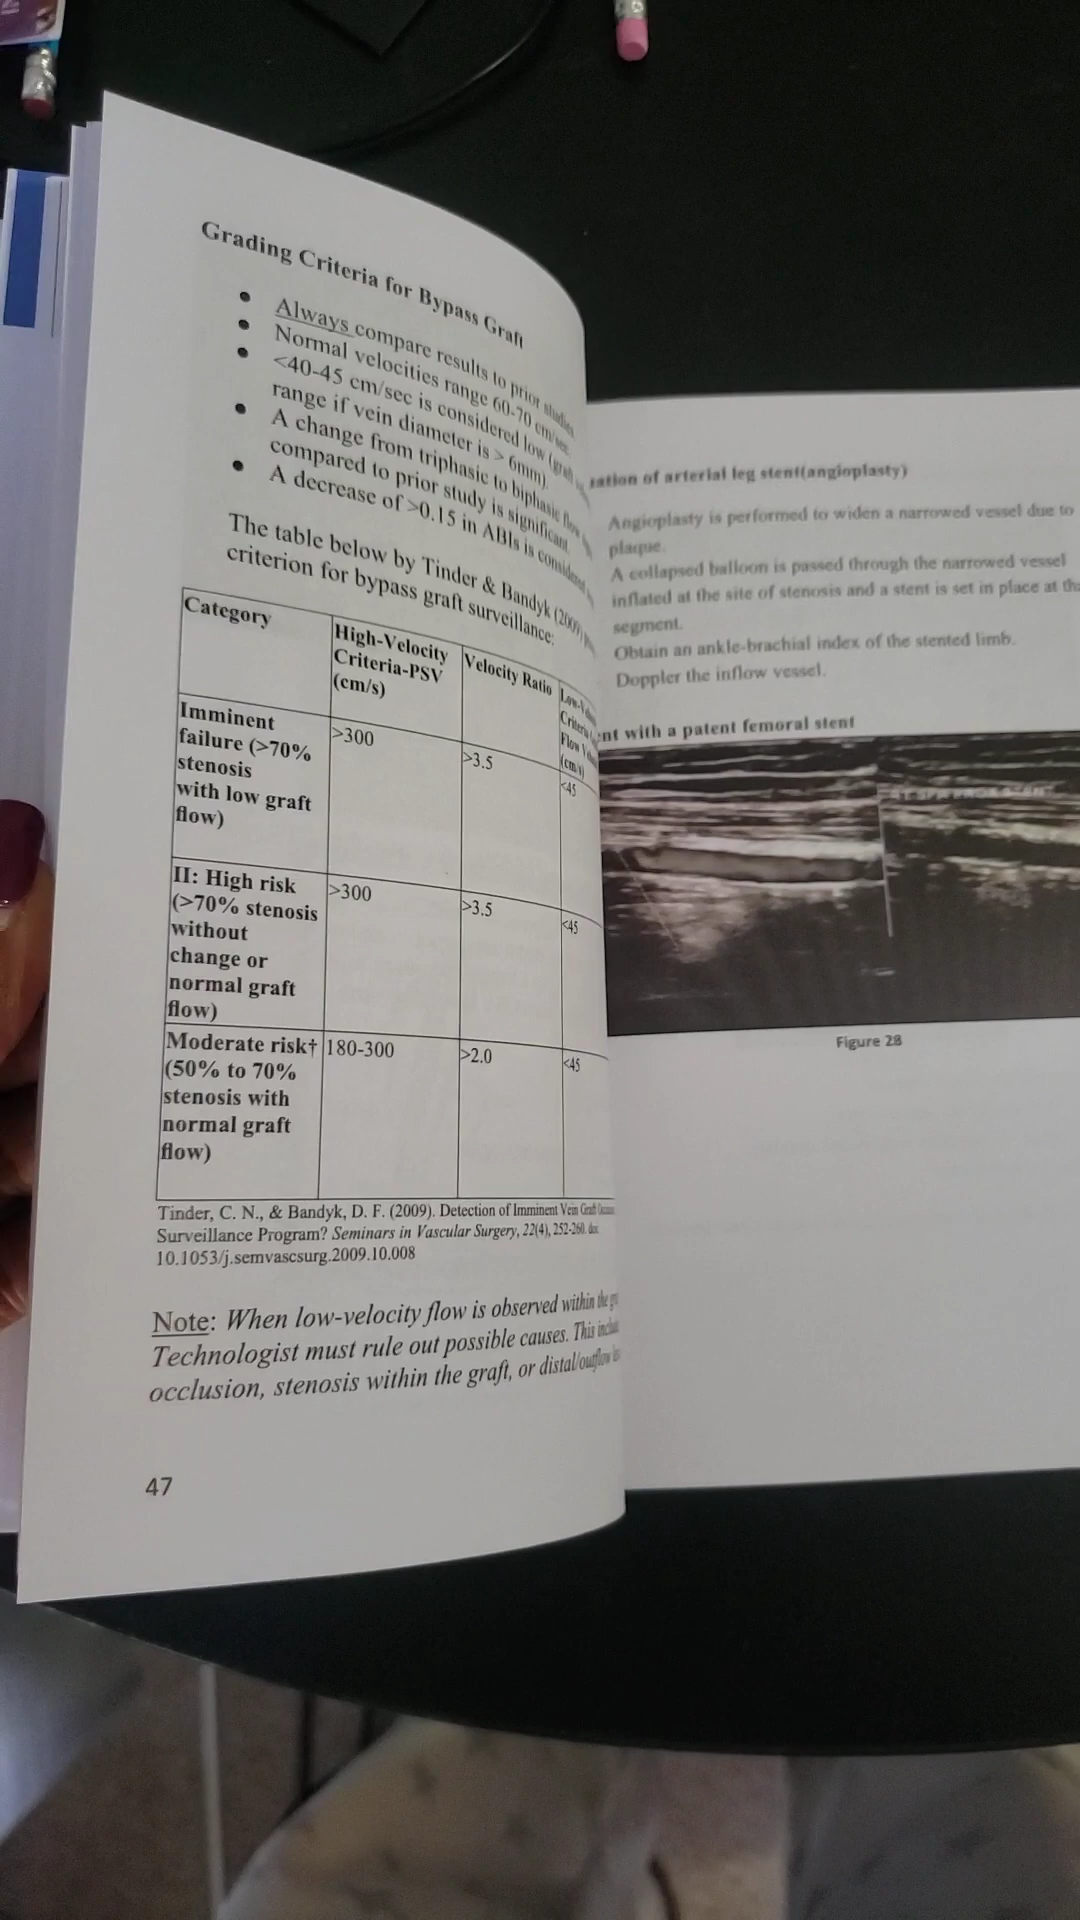 Grading Criteria for Bypass Graft
• Always compare results to prior studies
• Normal velocities range 60-70 cm/sec.
• <40-45 cm/sec is considered low (graft
range if vein diameter is > 6mm).
• A change from triphasic to biphasic flow
compared to prior study is significant.
• A decrease of >0.15 in ABIs is considered
The table below by Tinder & Bandyk (2009)
criterion for bypass graft surveillance:
Category
High-Velocity
Criteria-PSV
(cm/s)
Velocity Ratio
Criteria
Flow
(cm/s)
Imminent
failure (>70%
stenosis
with low graft
flow)
>300
>3.5
<45
II: High risk
(>70% stenosis
without
change or
normal graft
flow)
>300
>3.5
<45
Moderate risk†
(50% to 70%
stenosis with
normal graft
flow)
180-300
>2.0
<45
Tinder, C. N., & Bandyk, D. F. (2009). Detection of Imminent Vein Graft
Surveillance Program? Seminars in Vascular Surgery, 22(4), 252-260. doi:
10.1053/j.semvascsurg.2009.10.008
Note: When low-velocity flow is observed within the
Technologist must rule out possible causes. This
occlusion, stenosis within the graft, or distal/outflow
47
of arterial leg stent(angioplasty)
Angioplasty is performed to widen a narrowed vessel due to
plaque.
A collapsed balloon is passed through the narrowed vessel
inflated at the site of stenosis and a stent is set in place at
segment.
Obtain an ankle-brachial index of the stented limb.
Doppler the inflow vessel.
with a patent femoral stent
Figure 28